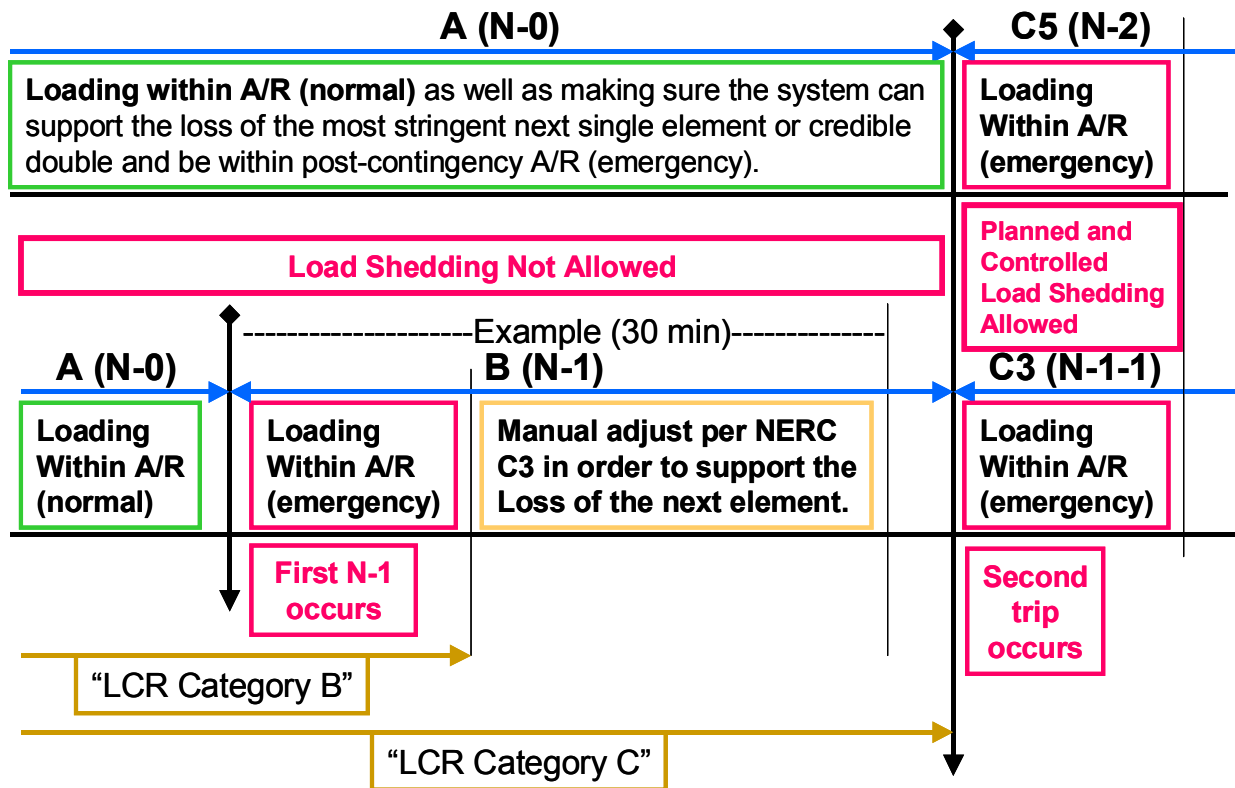 A (N-0)
C5 (N-2)
Loading within A/R (normal) as well as making sure the system can
support the loss of the most stringent next single element or credible
double and be within post-contingency A/R (emergency).
Loading
Within A/R
(emergency)
Load Shedding Not Allowed
Planned and
Controlled
Load Shedding
Allowed
---------------------Example (30 min)--------------
A (N-0)
B (N-1)
C3 (N-1-1)
Loading
Within A/R
(normal)
Loading
Within A/R
(emergency)
Manual adjust per NERC
C3 in order to support the
Loss of the next element.
Loading
Within A/R
(emergency)
First N-1
occurs
Second
trip
occurs
“LCR Category B”
“LCR Category C”